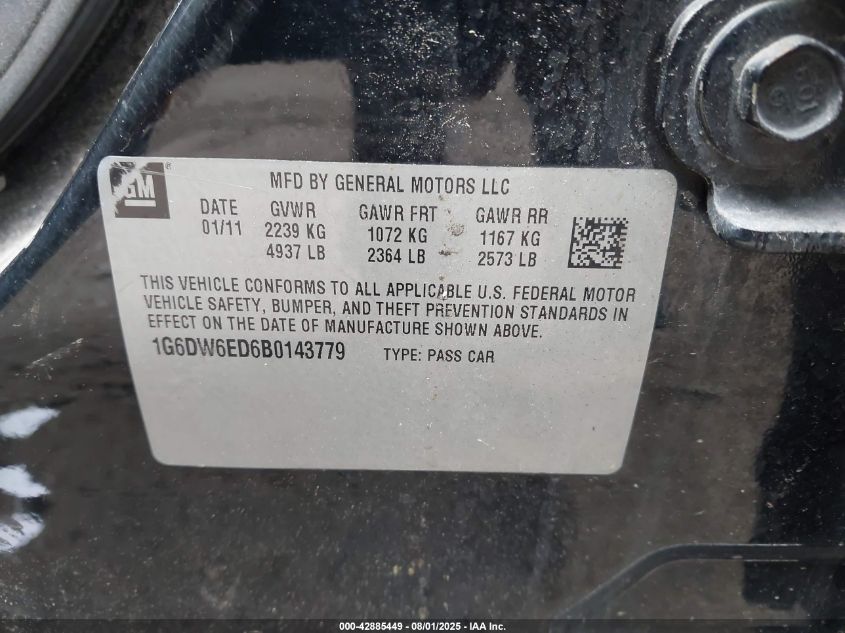 GM
MFD BY GENERAL MOTORS LLC
DATE GVWR GAWR FRT GAWR RR
01/11 2239 KG 1072 KG 1167 KG
4937 LB 2364 LB 2573 LB
THIS VEHICLE CONFORMS TO ALL APPLICABLE U.S. FEDERAL MOTOR
VEHICLE SAFETY, BUMPER, AND THEFT PREVENTION STANDARDS IN
EFFECT ON THE DATE OF MANUFACTURE SHOWN ABOVE.
1G6DW6ED6B0143779 TYPE: PASS CAR
000-42885449 - 08/01/2025 - IAA Inc.